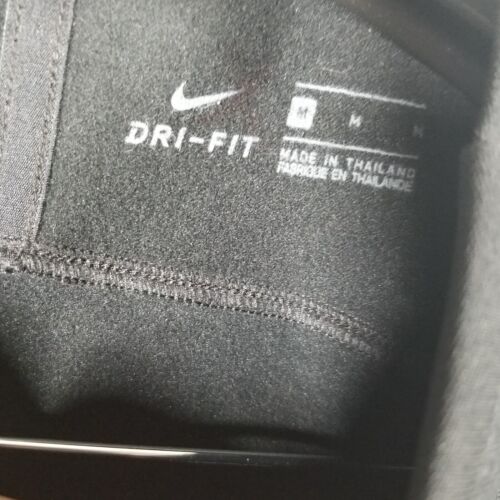 DRI-FIT
M M M
MADE IN THAILAND
FABRIQUE EN THAILANDE